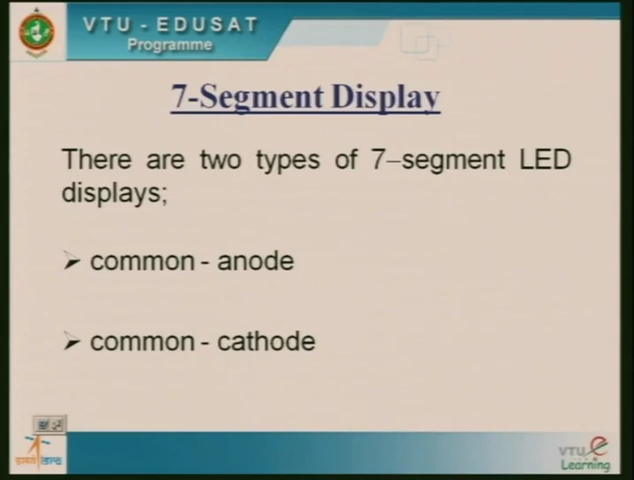 VTU - EDUSAT
Programme
7-Segment Display
There are two types of 7–segment LED
displays;
➢ common - anode
➢ common - cathode
VTU
e
Learning